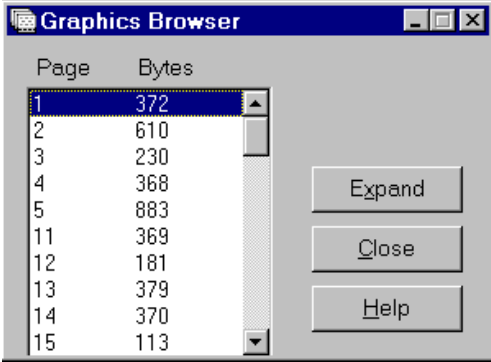 Graphics Browser
Page Bytes
1 372
2 610
3 230
4 368
5 883
11 369
12 181
13 379
14 370
15 113
Expand
Close
Help